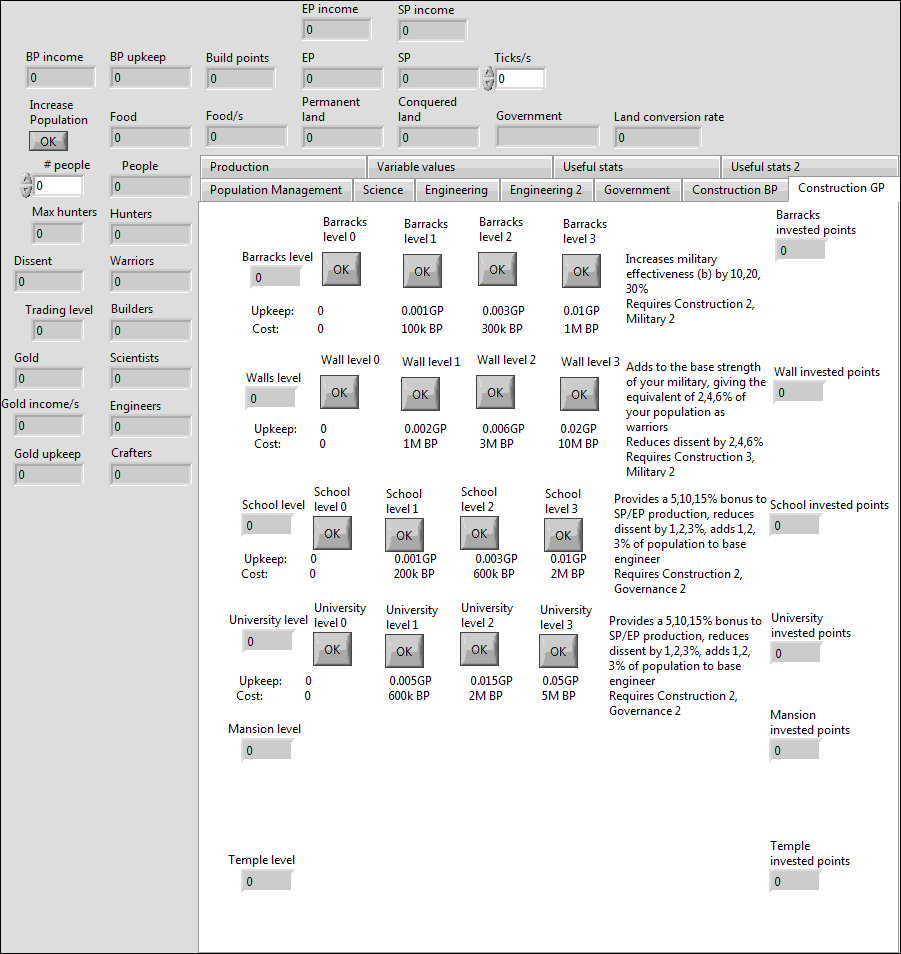 EP income SP income
0 0
BP income BP upkeep Build points EP SP Ticks/s
0 0 0 0 0 0
Increase
Population
OK
Food Food/s Permanent
land Conquered
land Government Land conversion rate
0 0 0 0 0
# people People
0 0
Max hunters Hunters
0 0
Dissent Warriors
0 0
Trading level Builders
0 0
Gold Scientists
0 0
Gold income/s Engineers
0 0
Gold upkeep Crafters
0 0
Production Variable values Useful stats Useful stats 2
Population Management Science Engineering Engineering 2 Government Construction BP Construction GP
Barracks level
0
Barracks
level 0
OK
Barracks
level 1
OK
Barracks
level 2
OK
Barracks
level 3
OK
Upkeep: 0 0.001GP 0.003GP 0.01GP
Cost: 0 100k BP 300k BP 1M BP
Increases military
effectiveness (b) by 10,20,
30%
Requires Construction 2,
Military 2
Barracks
invested points
0
Walls level
0
Wall level 0
OK
Wall level 1
OK
Wall level 2
OK
Wall level 3
OK
Upkeep: 0 0.002GP 0.006GP 0.02GP
Cost: 0 1M BP 3M BP 10M BP
Adds to the base strength
of your military, giving the
equivalent of 2,4,6% of
your population as
warriors
Reduces dissent by 2,4,6%
Requires Construction 3,
Military 2
Wall invested points
0
School level
0
School
level 0
OK
School
level 1
OK
School
level 2
OK
School
level 3
OK
Upkeep: 0 0.001GP 0.003GP 0.01GP
Cost: 0 200k BP 600k BP 2M BP
Provides a 5,10,15% bonus to
SP/EP production, reduces
dissent by 1,2,3%, adds 1,2,
3% of population to base
engineer
Requires Construction 2,
Governance 2
School invested points
0
University level
0
University
level 0
OK
University
level 1
OK
University
level 2
OK
University
level 3
OK
Upkeep: 0 0.005GP 0.015GP 0.05GP
Cost: 0 600k BP 2M BP 5M BP
Provides a 5,10,15% bonus to
SP/EP production, reduces
dissent by 1,2,3%, adds 1,2,
3% of population to base
engineer
Requires Construction 2,
Governance 2
University
invested points
0
Mansion level
0
Mansion
invested points
0
Temple level
0
Temple
invested points
0